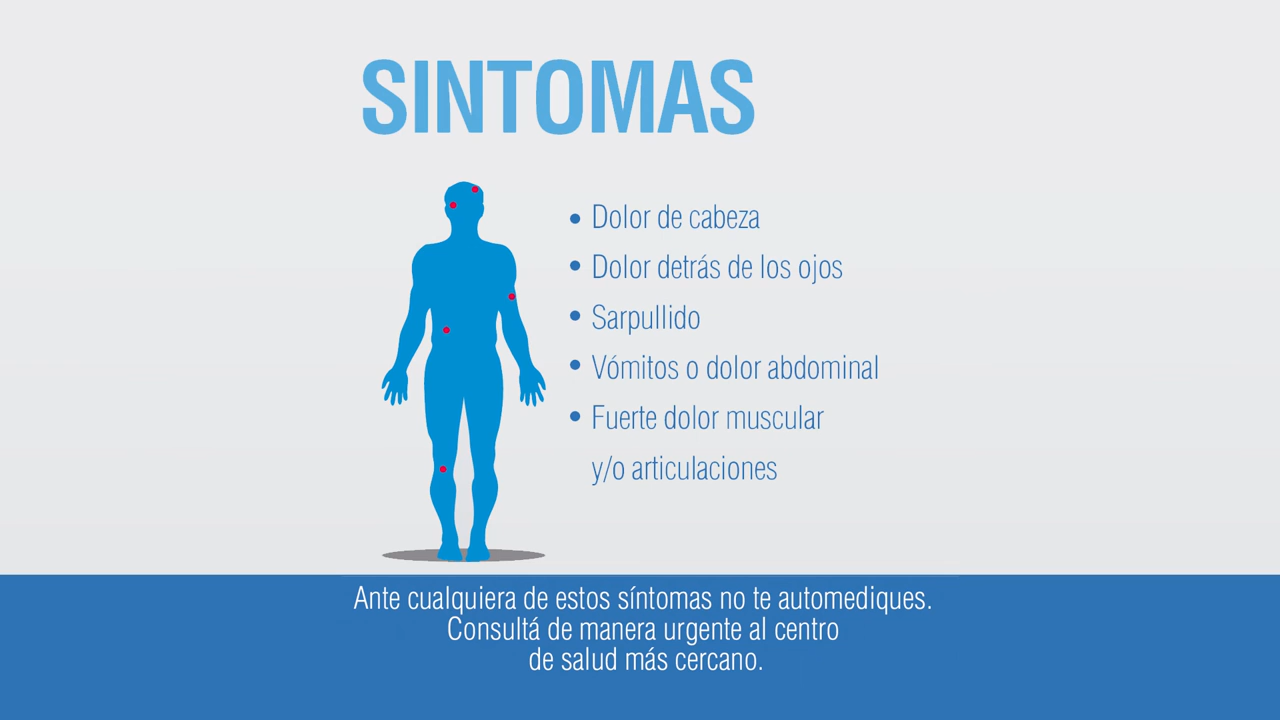 SINTOMAS
• Dolor de cabeza
• Dolor detrás de los ojos
• Sarpullido
• Vómitos o dolor abdominal
• Fuerte dolor muscular
y/o articulaciones
Ante cualquiera de estos síntomas no te automediques.
Consultá de manera urgente al centro
de salud más cercano.